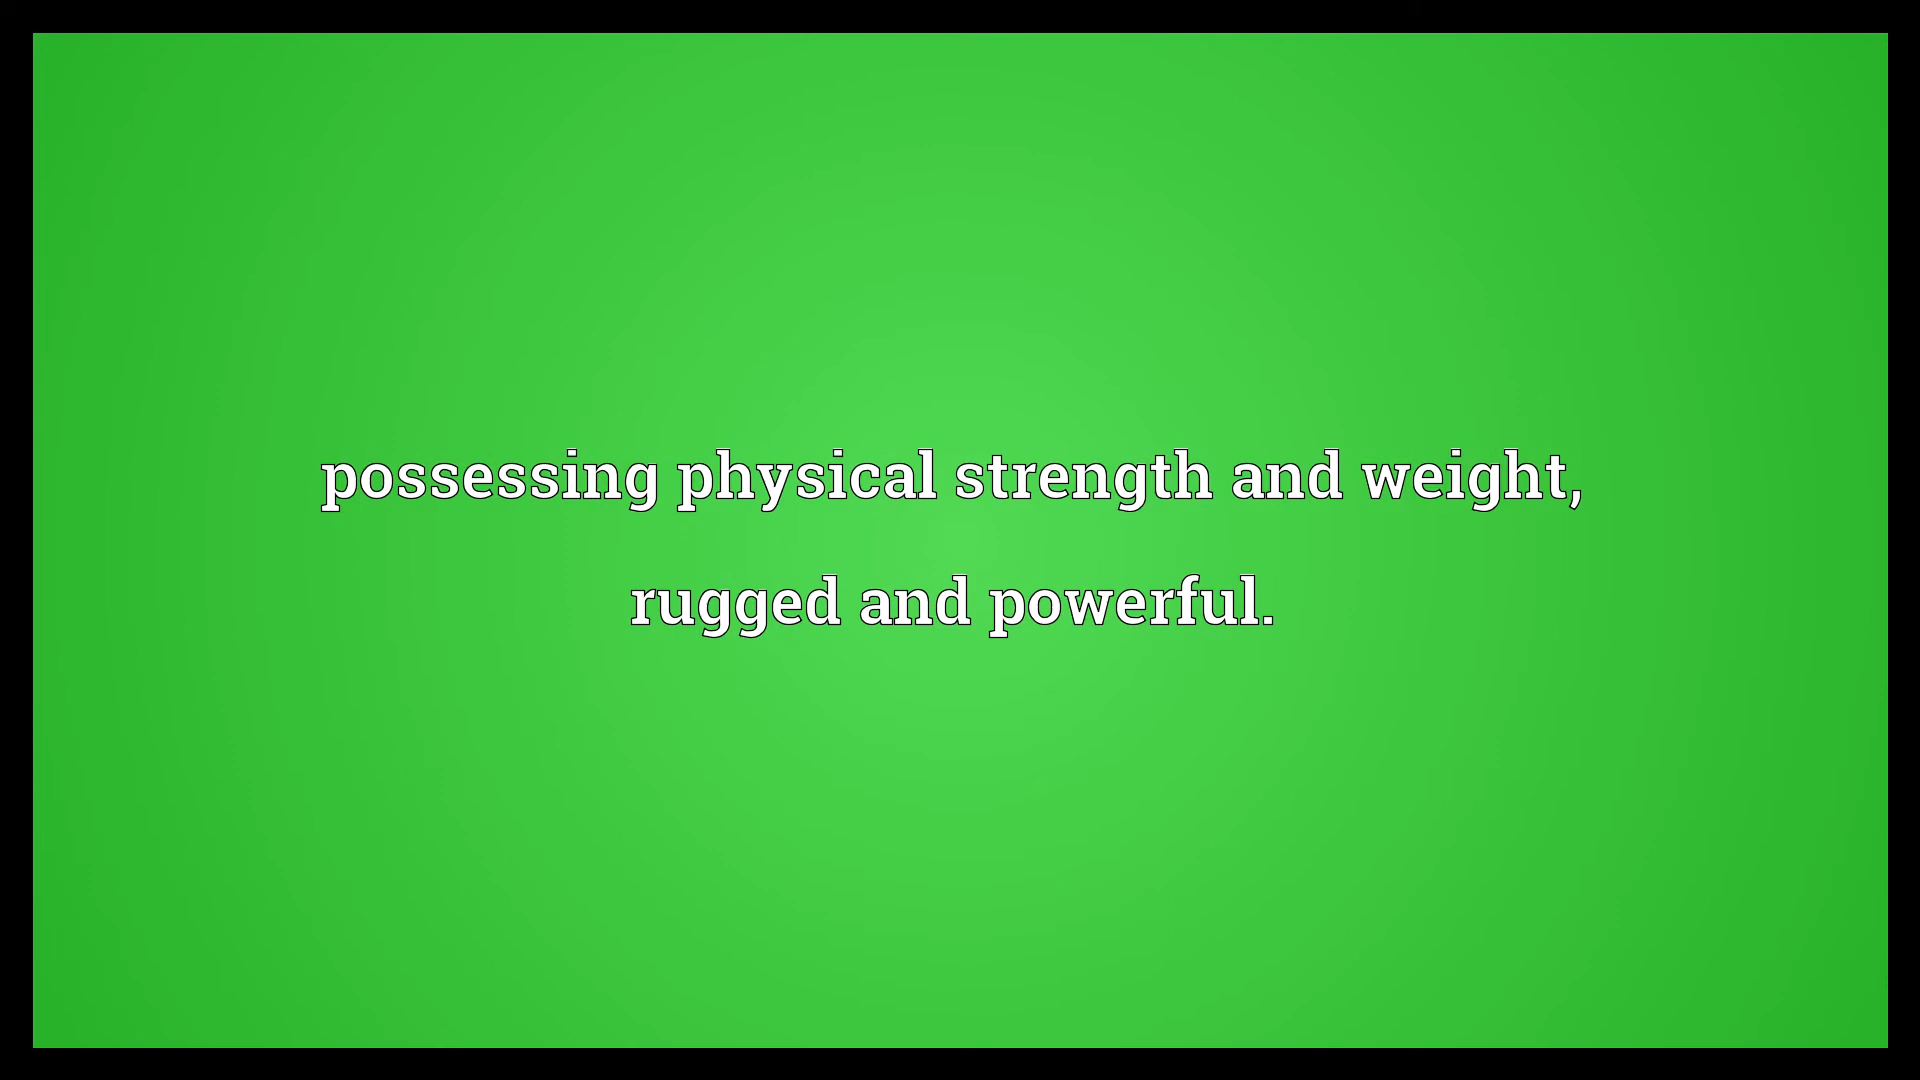 possessing physical strength and weight,
rugged and powerful.